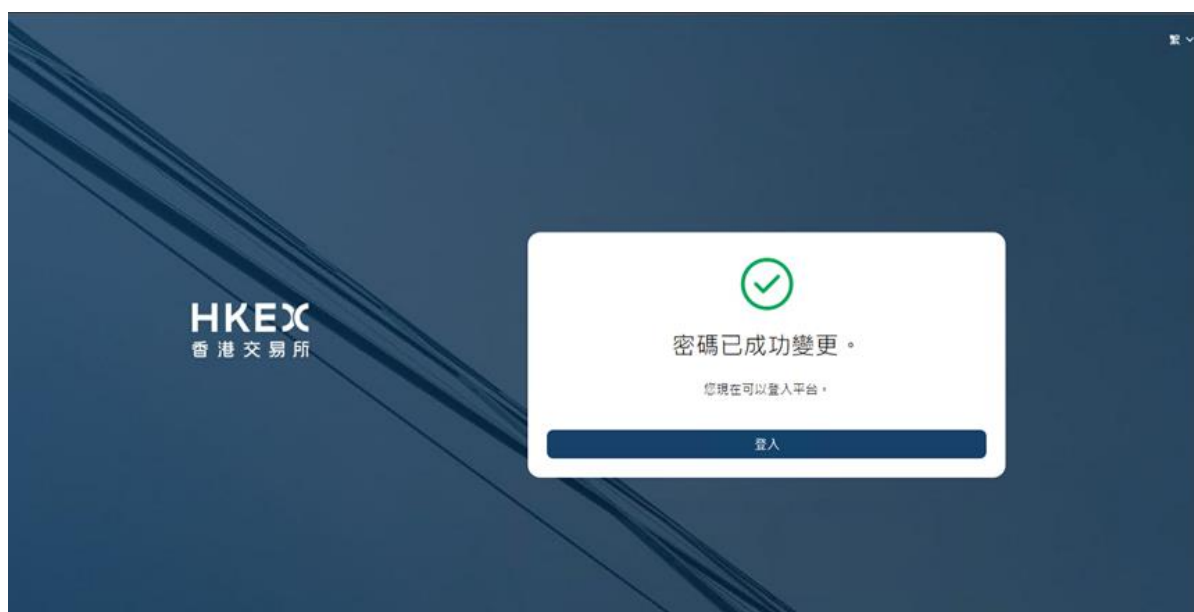 繁
HKEX
香港交易所
密碼已成功變更。
您現在可以登入平台。
登入